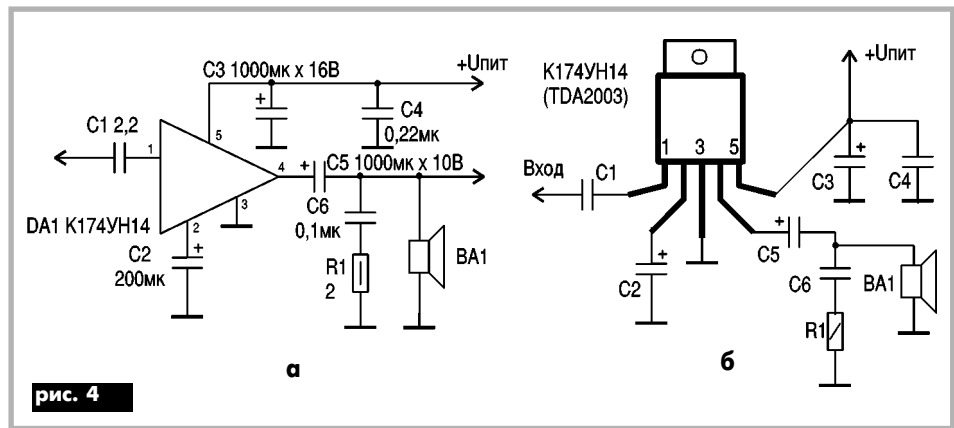 C3 1000мк x 16В
+Uпит
C1 2,2
5
+
C4
0,22мк
1
4
+
C5 1000мк x 10В
3
DA1 К174УН14
2
+
C2
200мк
C6
0,1мк
R1
2
BA1
а
К174УН14
(TDA2003)
1 3 5
+Uпит
Вход
C1
C3
+
C4
+
C2
+
C5
C6
BA1
R1
б
рис. 4